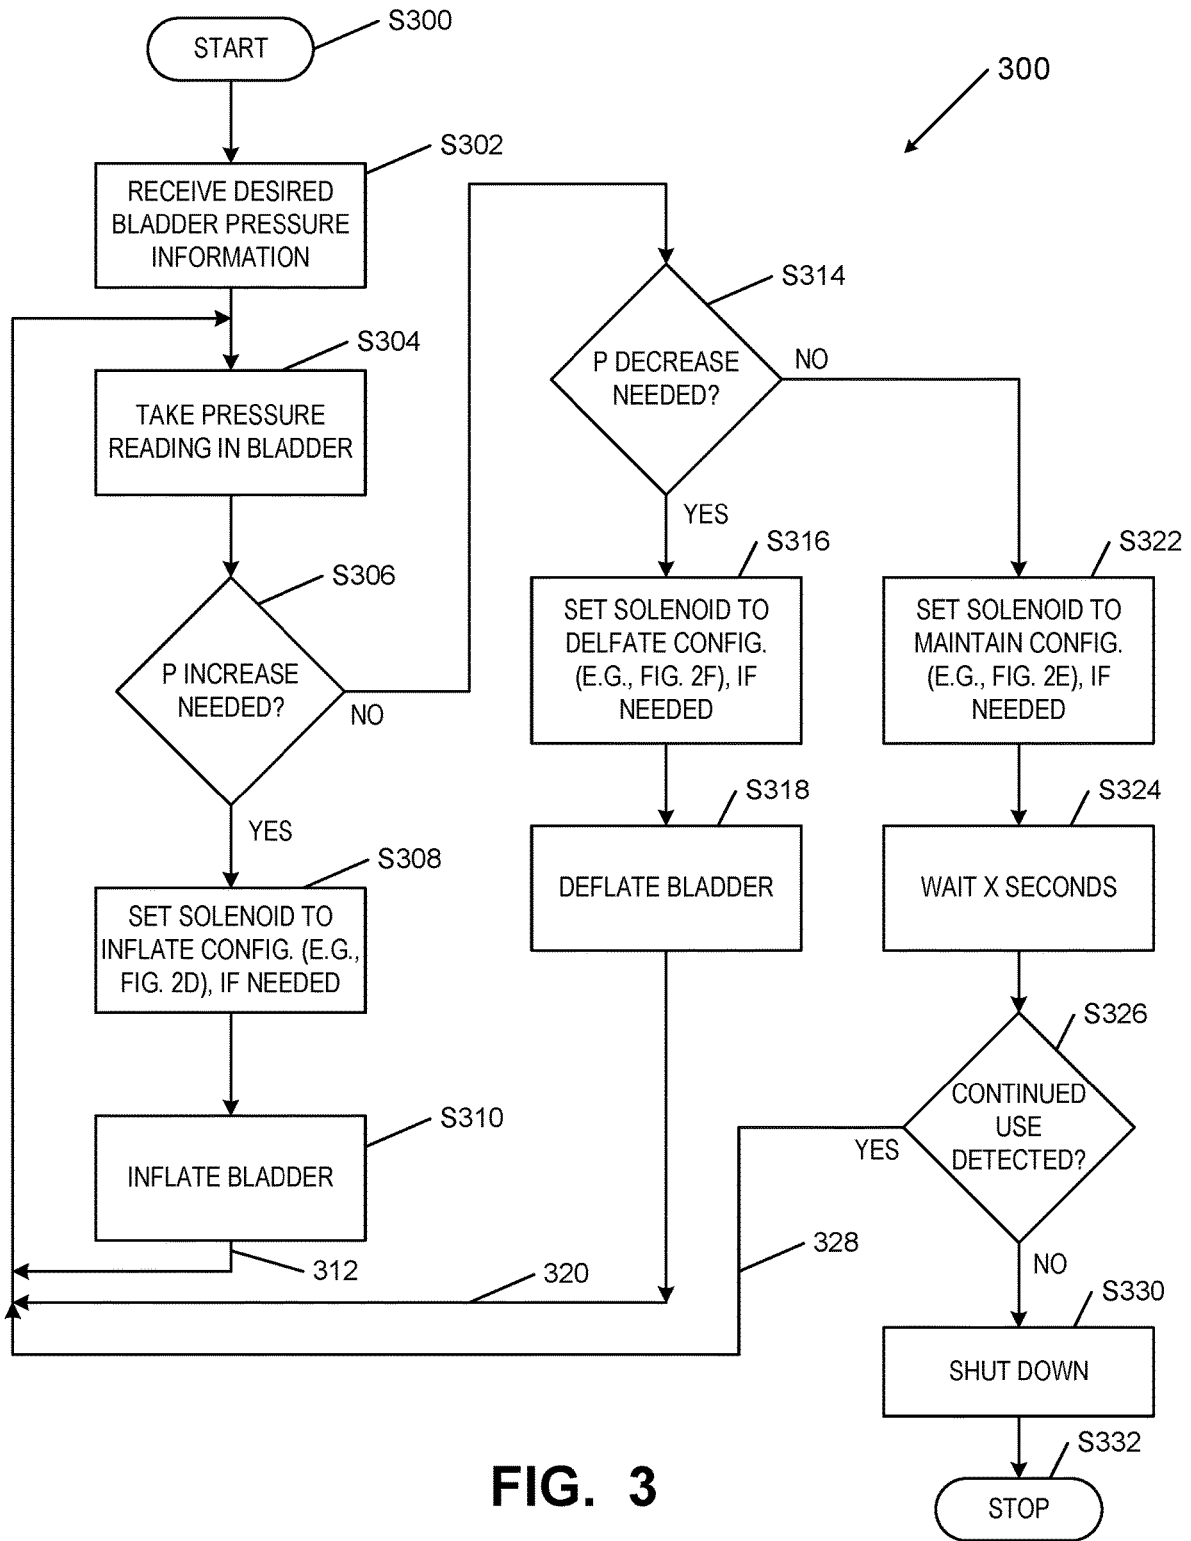 START
S300
300
S302
RECEIVE DESIRED
BLADDER PRESSURE
INFORMATION
S304
TAKE PRESSURE
READING IN BLADDER
S306
P INCREASE
NEEDED?
NO
YES
S308
SET SOLENOID TO
INFLATE CONFIG. (E.G.,
FIG. 2D), IF NEEDED
S310
INFLATE BLADDER
312
S314
P DECREASE
NEEDED?
NO
YES
S316
SET SOLENOID TO
DELFATE CONFIG.
(E.G., FIG. 2F), IF
NEEDED
S318
DEFLATE BLADDER
320
S322
SET SOLENOID TO
MAINTAIN CONFIG.
(E.G., FIG. 2E), IF
NEEDED
S324
WAIT X SECONDS
S326
CONTINUED
USE
DETECTED?
YES
328
NO
S330
SHUT DOWN
S332
STOP
FIG. 3